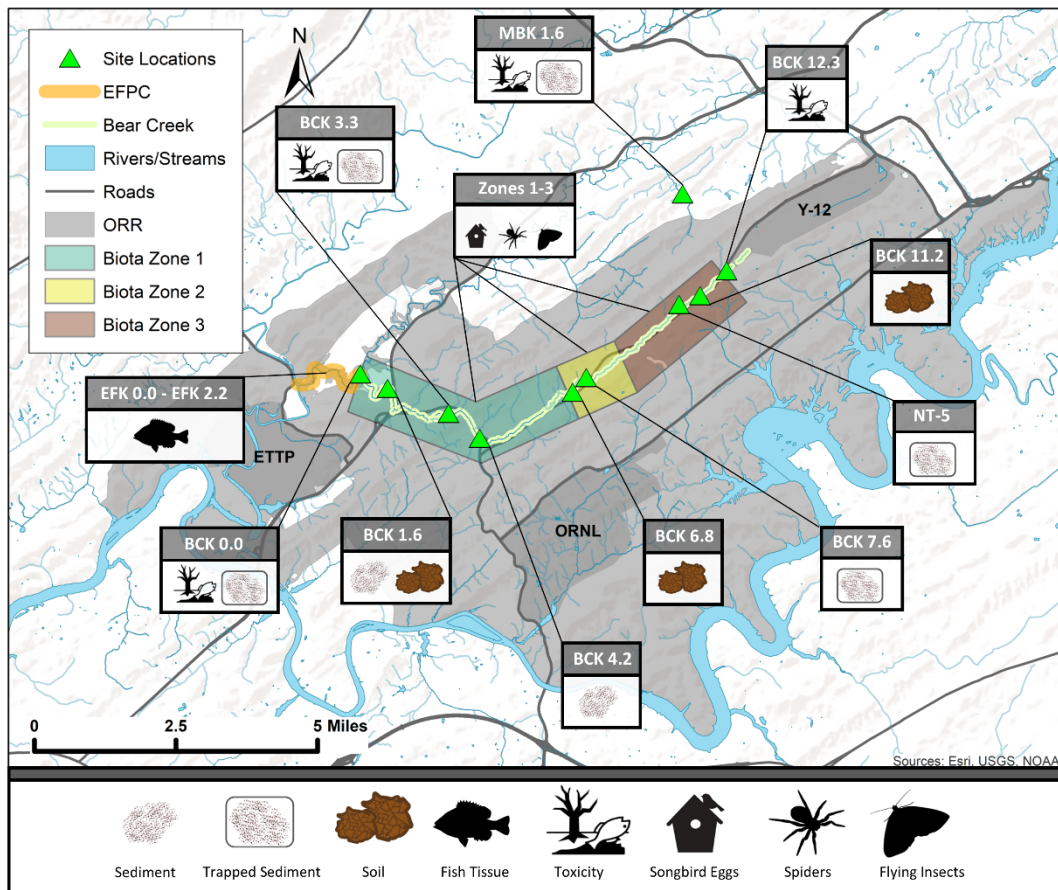 Site Locations
EFPC
Bear Creek
Rivers/Streams
Roads
ORR
Biota Zone 1
Biota Zone 2
Biota Zone 3
N
MBK 1.6
BCK 12.3
BCK 3.3
Zones 1-3
Y-12
BCK 11.2
EFK 0.0 - EFK 2.2
NT-5
ETTP
ORNL
BCK 0.0
BCK 1.6
BCK 6.8
BCK 7.6
BCK 4.2
0 2.5 5 Miles
Sources: Esri, USGS, NOAA
Sediment
Trapped Sediment
Soil
Fish Tissue
Toxicity
Songbird Eggs
Spiders
Flying Insects